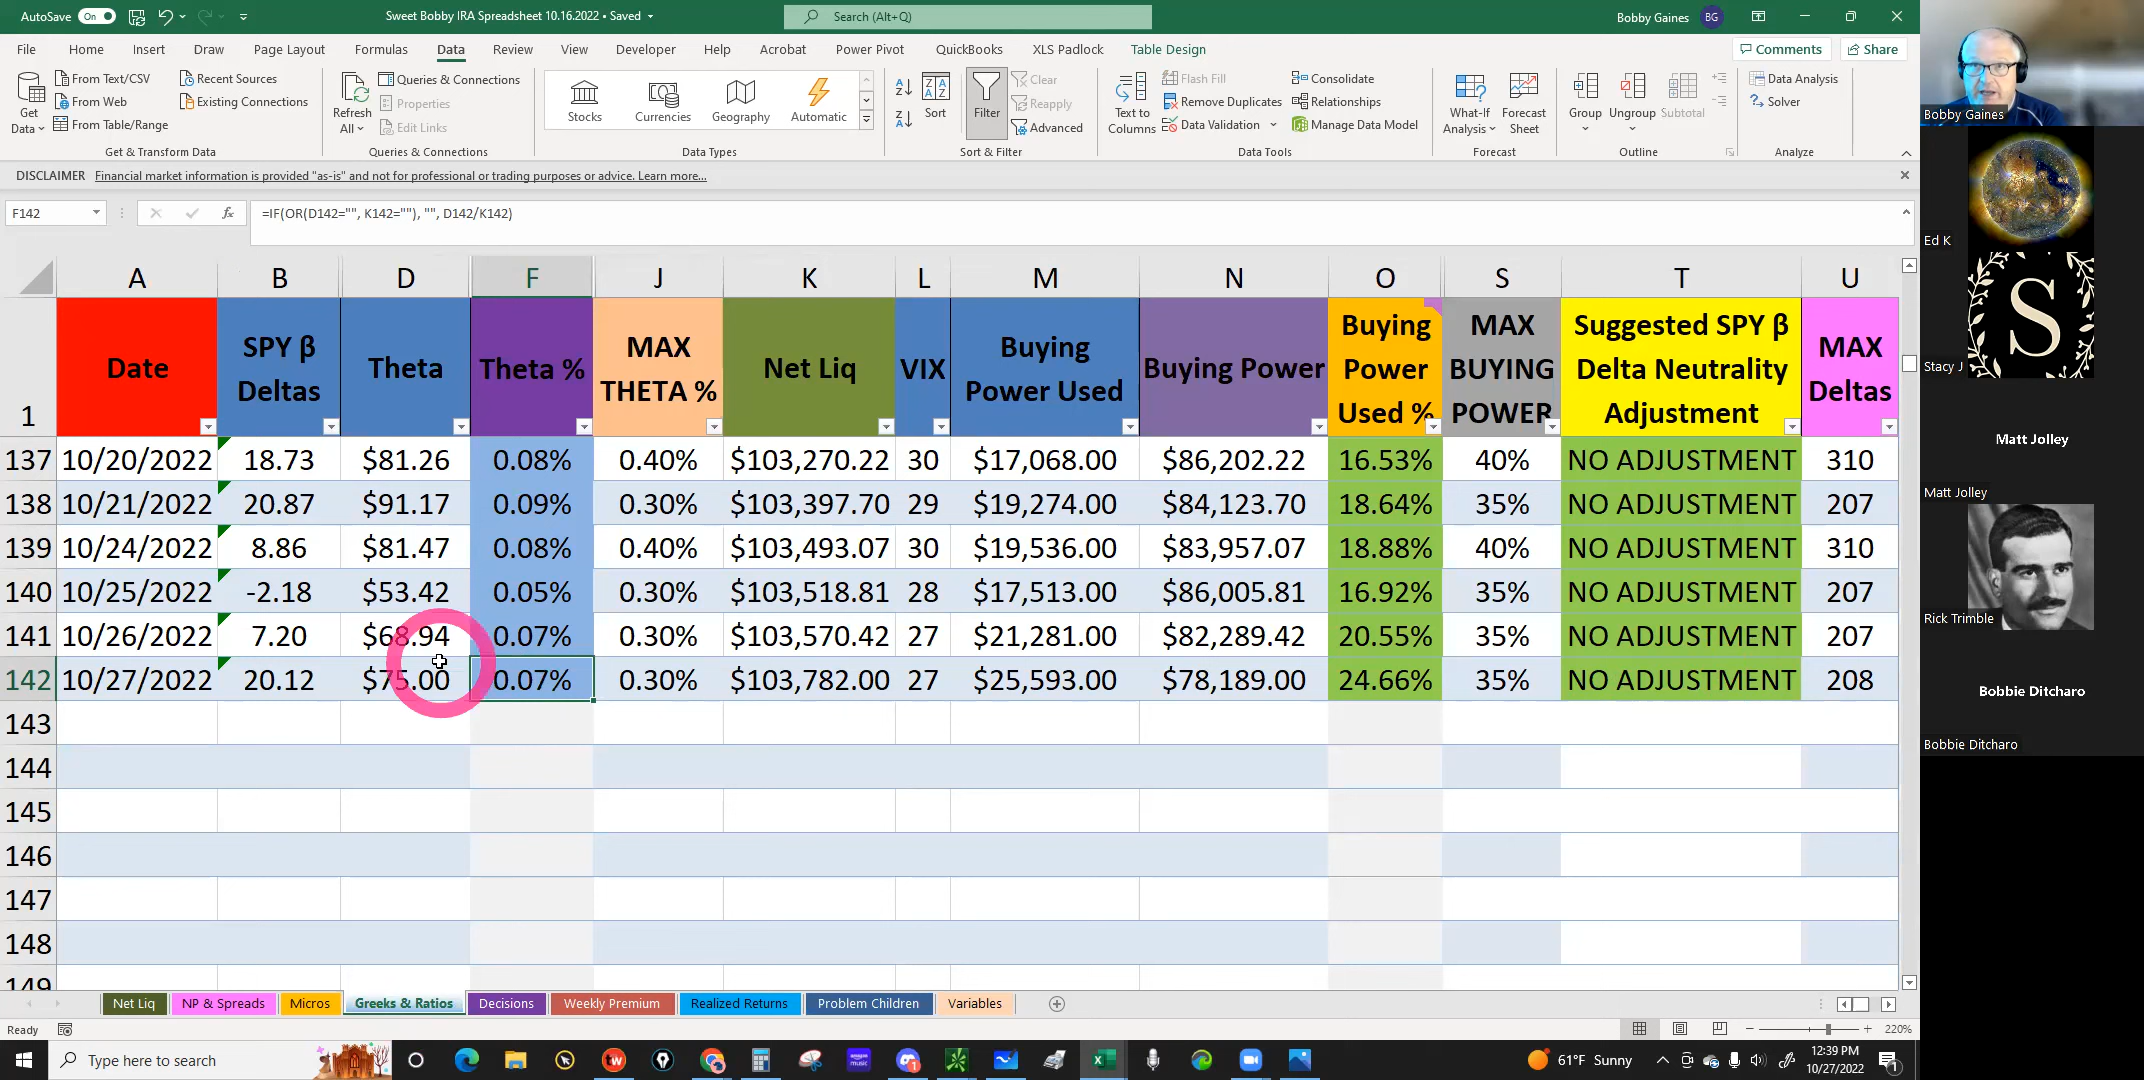 AutoSave On Sweet Bobby IRA Spreadsheet 10.16.2022 • Saved Search (Alt+Q) Bobby Gaines BG
File Home Insert Draw Page Layout Formulas Data Review View Developer Help Acrobat Power Pivot QuickBooks XLS Padlock Table Design Comments Share
Get Data From Text/CSV From Web From Table/Range Recent Sources Existing Connections
Refresh All Queries & Connections Properties Edit Links
Stocks Currencies Geography Automatic
Sort Filter Clear Reapply Advanced
Text to Columns Flash Fill Remove Duplicates Data Validation Consolidate Relationships Manage Data Model
What-If Analysis Forecast Sheet
Group Ungroup Subtotal
Data Analysis Solver
Get & Transform Data Queries & Connections Data Types Sort & Filter Data Tools Forecast Outline Analyze
DISCLAIMER Financial market information is provided "as-is" and not for professional or trading purposes or advice. Learn more...
F142 fx =IF(OR(D142="", K142=""), "", D142/K142)
A B D F J K L M N O S T U
1 Date SPY β Deltas Theta Theta % MAX THETA % Net Liq VIX Buying Power Used Buying Power Buying Power Used % MAX BUYING POWER Suggested SPY β Delta Neutrality Adjustment MAX Deltas
137 10/20/2022 18.73 $81.26 0.08% 0.40% $103,270.22 30 $17,068.00 $86,202.22 16.53% 40% NO ADJUSTMENT 310
138 10/21/2022 20.87 $91.17 0.09% 0.30% $103,397.70 29 $19,274.00 $84,123.70 18.64% 35% NO ADJUSTMENT 207
139 10/24/2022 8.86 $81.47 0.08% 0.40% $103,493.07 30 $19,536.00 $83,957.07 18.88% 40% NO ADJUSTMENT 310
140 10/25/2022 -2.18 $53.42 0.05% 0.30% $103,518.81 28 $17,513.00 $86,005.81 16.92% 35% NO ADJUSTMENT 207
141 10/26/2022 7.20 $68.94 0.07% 0.30% $103,570.42 27 $21,281.00 $82,289.42 20.55% 35% NO ADJUSTMENT 207
142 10/27/2022 20.12 $75.00 0.07% 0.30% $103,782.00 27 $25,593.00 $78,189.00 24.66% 35% NO ADJUSTMENT 208
143
144
145
146
147
148
149
Net Liq NP & Spreads Micros Greeks & Ratios Decisions Weekly Premium Realized Returns Problem Children Variables
Ready 220%
Type here to search 61°F Sunny 12:39 PM
10/27/2022
Bobby Gaines
Ed K
S
Stacy J
Matt Jolley
Matt Jolley
Rick Trimble
Bobbie Ditcharo
Bobbie Ditcharo